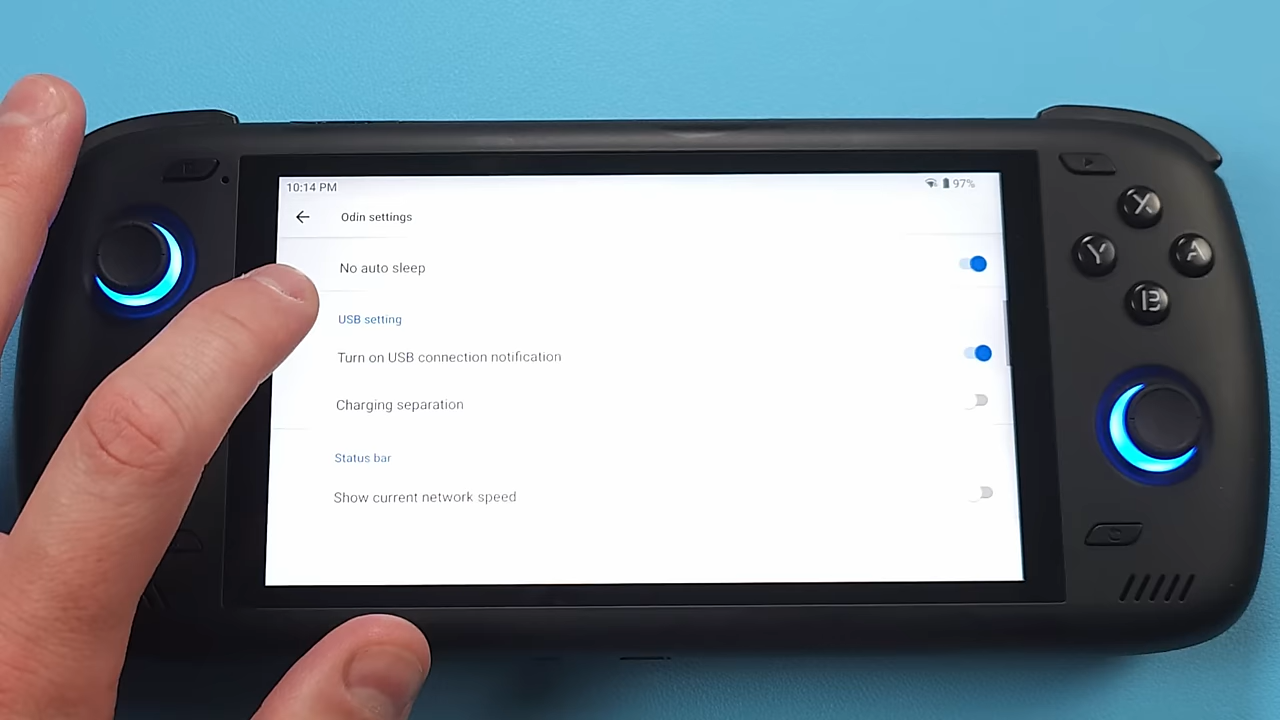 10:14 PM
97%
Odin settings
No auto sleep
USB setting
Turn on USB connection notification
Charging separation
Status bar
Show current network speed
X
Y
A
B